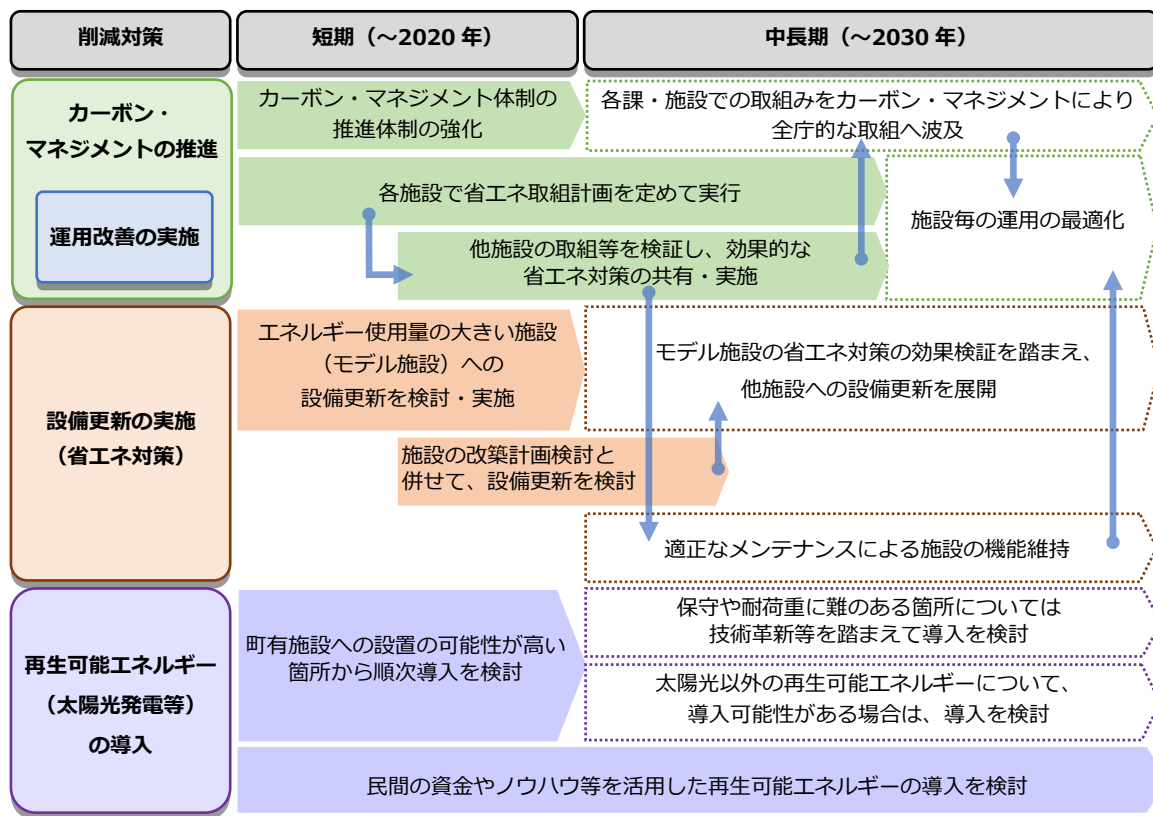 削減対策
短期（～2020 年）
中長期（～2030 年）
カーボン・
マネジメントの推進
運用改善の実施
カーボン・マネジメント体制の
推進体制の強化
各課・施設での取組みをカーボン・マネジメントにより
全庁的な取組へ波及
各施設で省エネ取組計画を定めて実行
他施設の取組等を検証し、効果的な
省エネ対策の共有・実施
施設毎の運用の最適化
設備更新の実施
（省エネ対策）
エネルギー使用量の大きい施設
（モデル施設）への
設備更新を検討・実施
モデル施設の省エネ対策の効果検証を踏まえ、
他施設への設備更新を展開
施設の改築計画検討と
併せて、設備更新を検討
適正なメンテナンスによる施設の機能維持
再生可能エネルギー
（太陽光発電等）
の導入
町有施設への設置の可能性が高い
箇所から順次導入を検討
保守や耐荷重に難のある箇所については
技術革新等を踏まえて導入を検討
太陽光以外の再生可能エネルギーについて、
導入可能性がある場合は、導入を検討
民間の資金やノウハウ等を活用した再生可能エネルギーの導入を検討